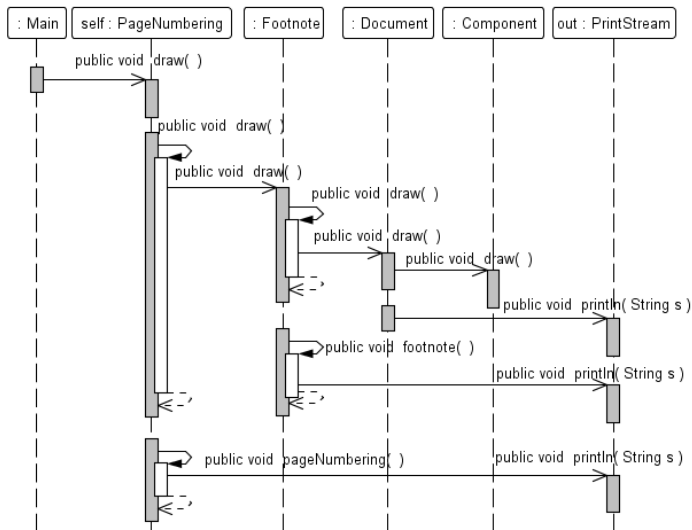 : Main
self : PageNumbering
: Footnote
: Document
: Component
out : PrintStream
public void draw( )
public void draw( )
public void draw( )
public void draw( )
public void draw( )
public void draw( )
public void println( String s )
public void footnote( )
public void println( String s )
public void pageNumbering( )
public void println( String s )